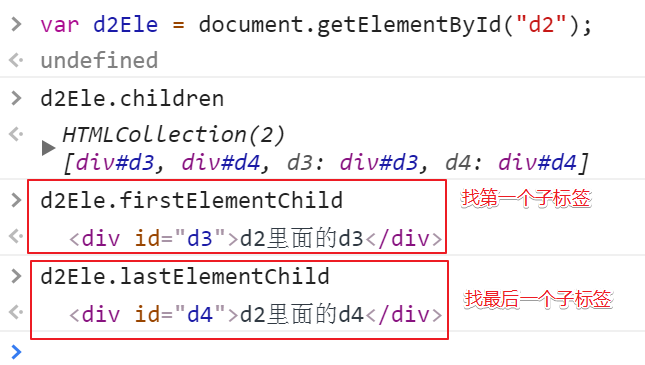 var d2Ele = document.getElementById("d2");
undefined
d2Ele.children
HTMLCollection(2)
[div#d3, div#d4, d3: div#d3, d4: div#d4]
d2Ele.firstElementChild 找第一个子标签
<div id="d3">d2里面的d3</div>
d2Ele.lastElementChild
<div id="d4">d2里面的d4</div> 找最后一个子标签